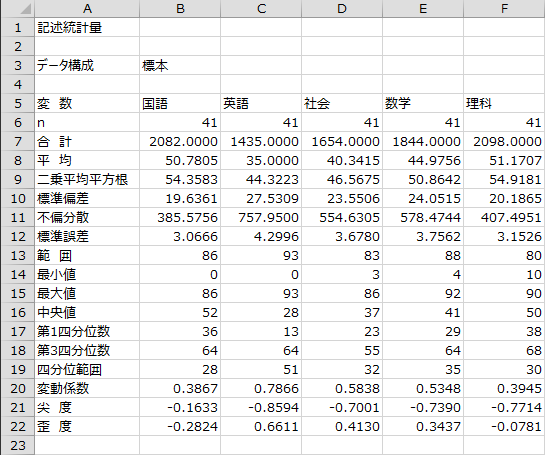 A B C D E F
1 記述統計量
2
3 データ構成 標本
4
5 変　数 国語 英語 社会 数学 理科
6 n 41 41 41 41 41
7 合　計 2082.0000 1435.0000 1654.0000 1844.0000 2098.0000
8 平　均 50.7805 35.0000 40.3415 44.9756 51.1707
9 二乗平均平方根 54.3583 44.3223 46.5675 50.8642 54.9181
10 標準偏差 19.6361 27.5309 23.5506 24.0515 20.1865
11 不偏分散 385.5756 757.9500 554.6305 578.4744 407.4951
12 標準誤差 3.0666 4.2996 3.6780 3.7562 3.1526
13 範　囲 86 93 83 88 80
14 最小値 0 0 3 4 10
15 最大値 86 93 86 92 90
16 中央値 52 28 37 41 50
17 第1四分位数 36 13 23 29 38
18 第3四分位数 64 64 55 64 68
19 四分位範囲 28 51 32 35 30
20 変動係数 0.3867 0.7866 0.5838 0.5348 0.3945
21 尖　度 -0.1633 -0.8594 -0.7001 -0.7390 -0.7714
22 歪　度 -0.2824 0.6611 0.4130 0.3437 -0.0781
23